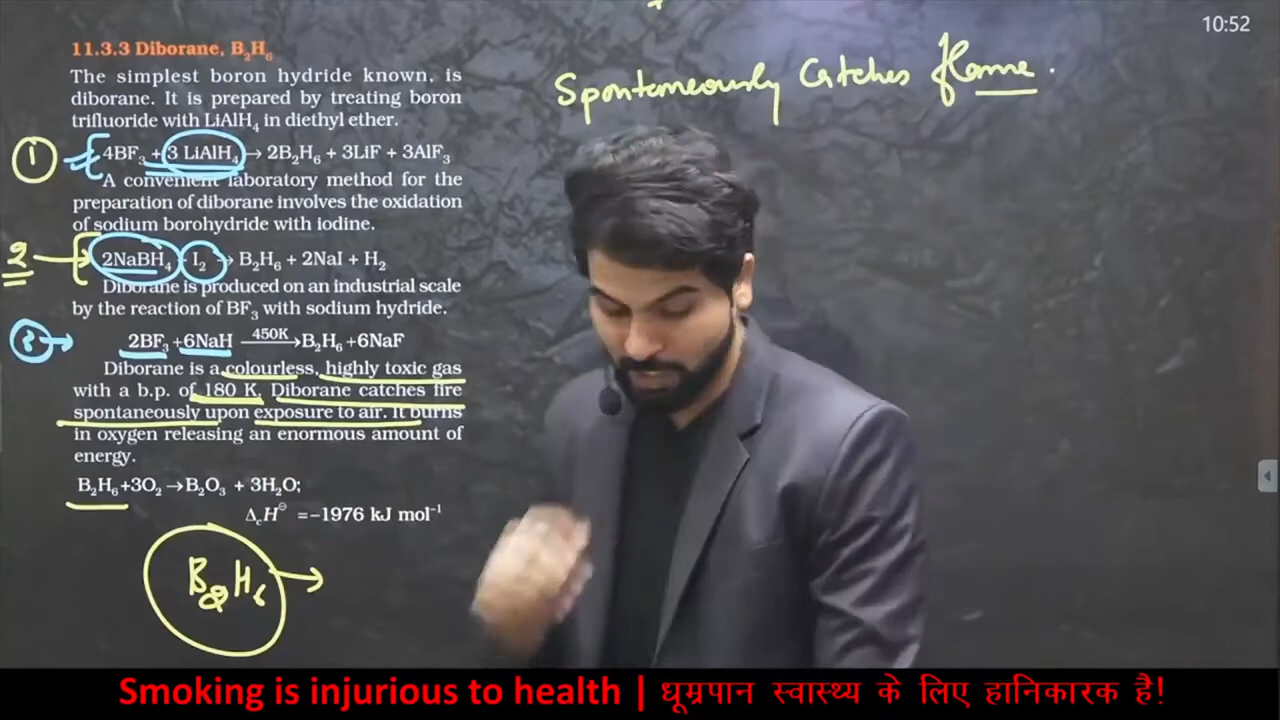 10:52
Spontaneously Catches flame.
11.3.3 Diborane, B₂H₆
The simplest boron hydride known, is
diborane. It is prepared by treating boron
trifluoride with LiAlH₄ in diethyl ether.
1 4BF₃ + 3 LiAlH₄ → 2B₂H₆ + 3LiF + 3AlF₃
A convenient laboratory method for the
preparation of diborane involves the oxidation
of sodium borohydride with iodine.
2 → 2NaBH₄ + I₂ → B₂H₆ + 2NaI + H₂
Diborane is produced on an industrial scale
by the reaction of BF₃ with sodium hydride.
3 → 2BF₃ +6NaH 450K → B₂H₆ +6NaF
Diborane is a colourless, highly toxic gas
with a b.p. of 180 K. Diborane catches fire
spontaneously upon exposure to air. It burns
in oxygen releasing an enormous amount of
energy.
B₂H₆+3O₂ → B₂O₃ + 3H₂O;
ΔcH⊖ =−1976 kJ mol⁻¹
B₂H₆ →
Smoking is injurious to health | धूम्रपान स्वास्थ्य के लिए हानिकारक है!